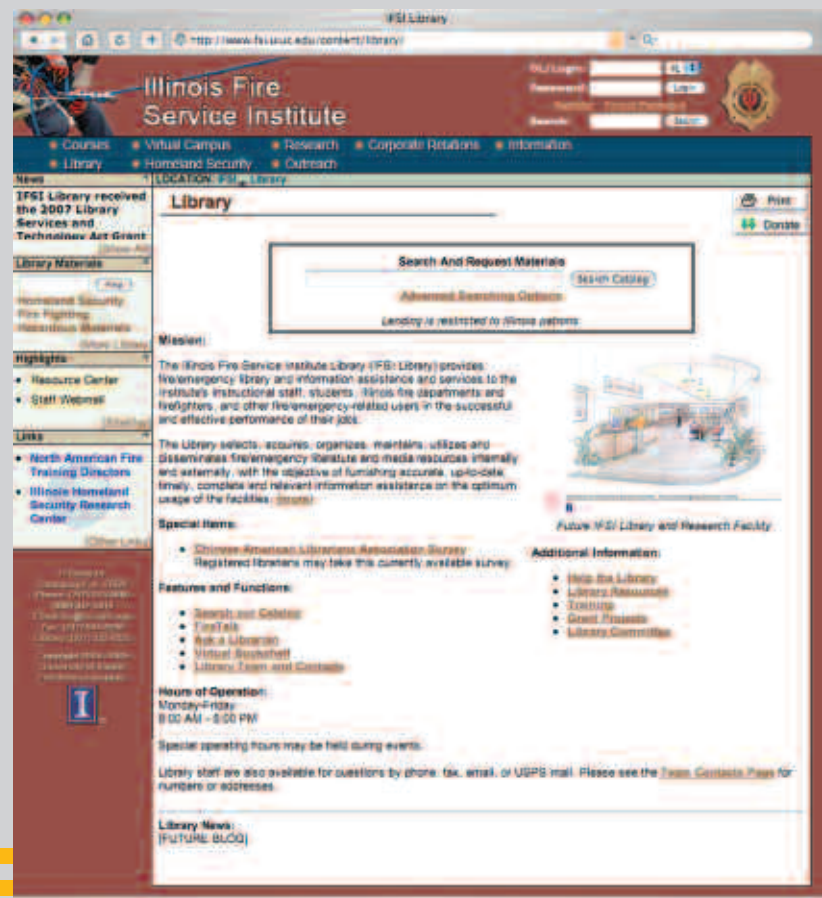 IFSI Library
Illinois Fire
Service Institute
Login
Password
Search
Courses
Virtual Campus
Research
Corporate Relations
Information
Library
Homeland Security
Outreach
News
LOCATION: IFSI Library
IFSI Library received
the 2007 Library
Services and
Technology Act Grant
Library Materials
Homeland Security
Fire Fighting
Hazardous Materials
Highlights
Resource Center
Staff Webmail
Links
North American Fire
Training Directors
Illinois Homeland
Security Research
Center
[Other Links]
Library
Print
Donate
Search And Request Materials
Search Catalog
Advanced Searching Options
Lending is restricted to Illinois patrons
Mission:
The Illinois Fire Service Institute Library (IFSI Library) provides
fire/emergency library and information assistance and services to the
Institute's instructional staff, students, Illinois fire departments and
firefighters, and other fire/emergency-related users in the successful
and effective performance of their jobs.
The Library selects, acquires, organizes, maintains, utilizes and
disseminates fire/emergency literature and media resources internally
and externally, with the objective of furnishing accurate, up-to-date,
timely, complete and relevant information assistance on the optimum
usage of the facilities. [more]
Future IFSI Library and Research Facility
Special Items:
Chinese American Librarians Association Survey
Registered librarians may take this currently available survey.
Features and Functions:
Search our Catalog
FireTalk
Ask a Librarian
Virtual Bookshelf
Library Team and Contacts
Additional Information:
Help the Library
Library Resources
Training
Grant Projects
Library Committee
Hours of Operation:
Monday-Friday
8:00 AM - 5:00 PM
Special operating hours may be held during events.
Library staff are also available for questions by phone, fax, email, or USPS mail. Please see the Team Contacts Page for
numbers or addresses.
Library News:
[FUTURE BLOG]